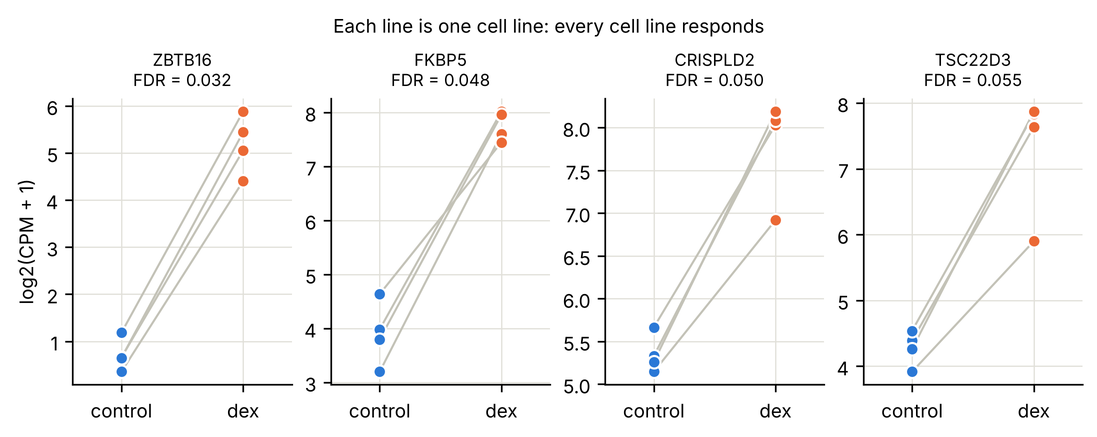 Each line is one cell line: every cell line responds
ZBTB16
FDR = 0.032
FKBP5
FDR = 0.048
CRISPLD2
FDR = 0.050
TSC22D3
FDR = 0.055
log2(CPM + 1)
6
5
4
3
2
1
control
dex
8
7
6
5
4
3
control
dex
8.0
7.5
7.0
6.5
6.0
5.5
5.0
control
dex
8
7
6
5
4
control
dex